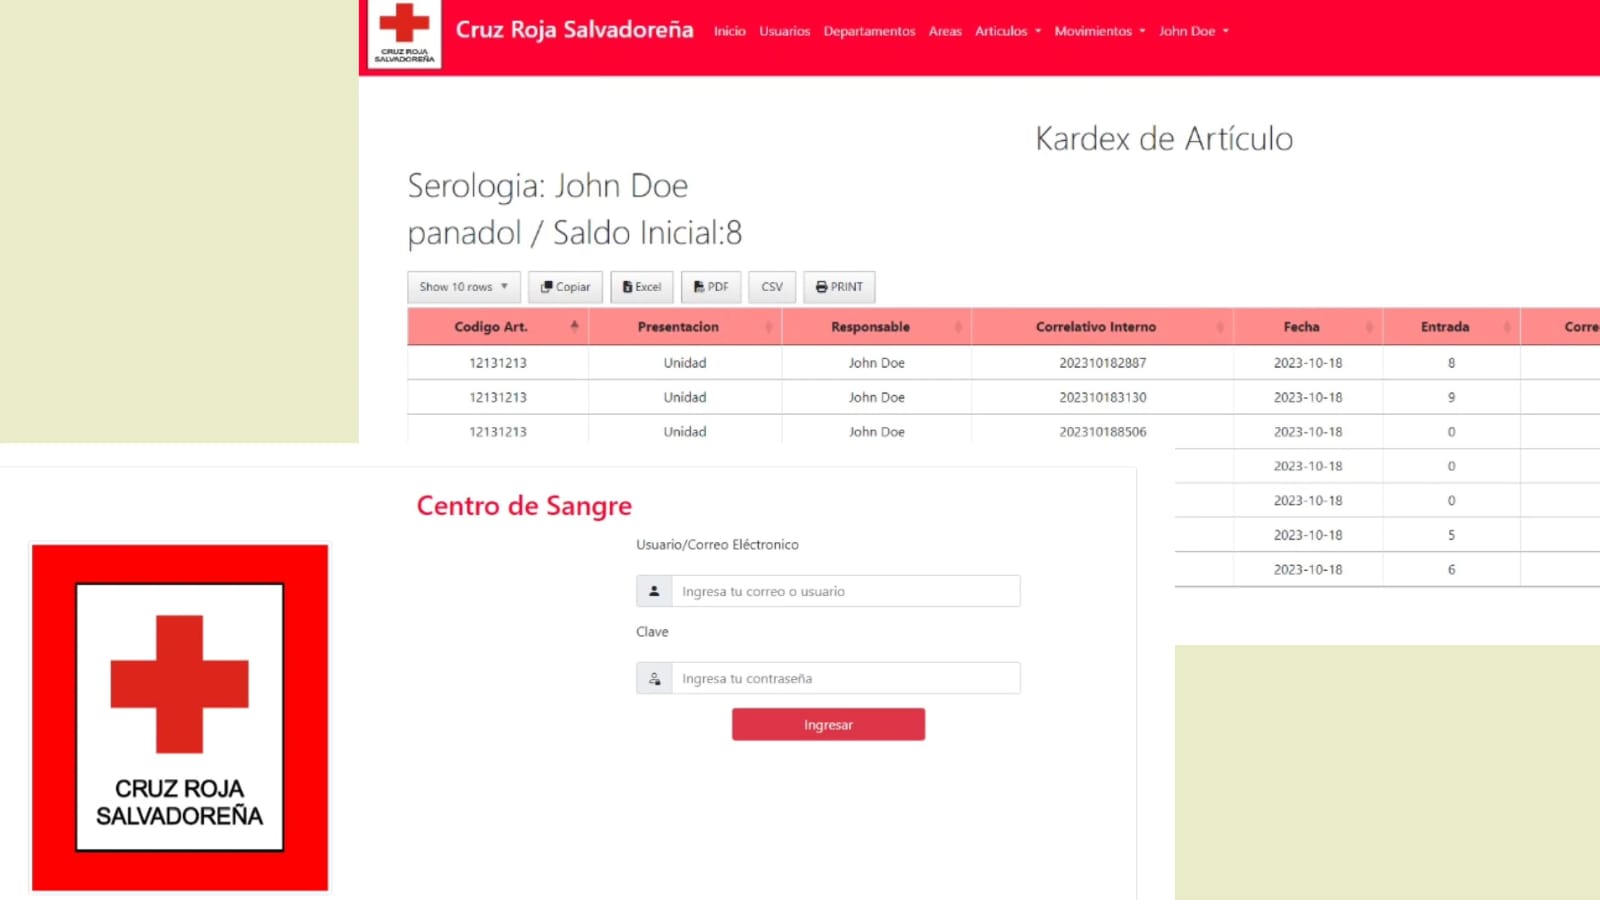 CRUZ ROJA
SALVADOREÑA
Cruz Roja Salvadoreña Inicio Usuarios Departamentos Areas Articulos Movimientos John Doe
Kardex de Artículo
Serologia: John Doe
panadol / Saldo Inicial:8
Show 10 rows Copiar Excel PDF CSV PRINT
Codigo Art. Presentacion Responsable Correlativo Interno Fecha Entrada Corre
12131213 Unidad John Doe 202310182887 2023-10-18 8
12131213 Unidad John Doe 202310183130 2023-10-18 9
12131213 Unidad John Doe 202310188506 2023-10-18 0
2023-10-18 0
2023-10-18 0
2023-10-18 5
2023-10-18 6
Centro de Sangre
Usuario/Correo Eléctronico
Ingresa tu correo o usuario
Clave
Ingresa tu contraseña
Ingresar
CRUZ ROJA
SALVADOREÑA